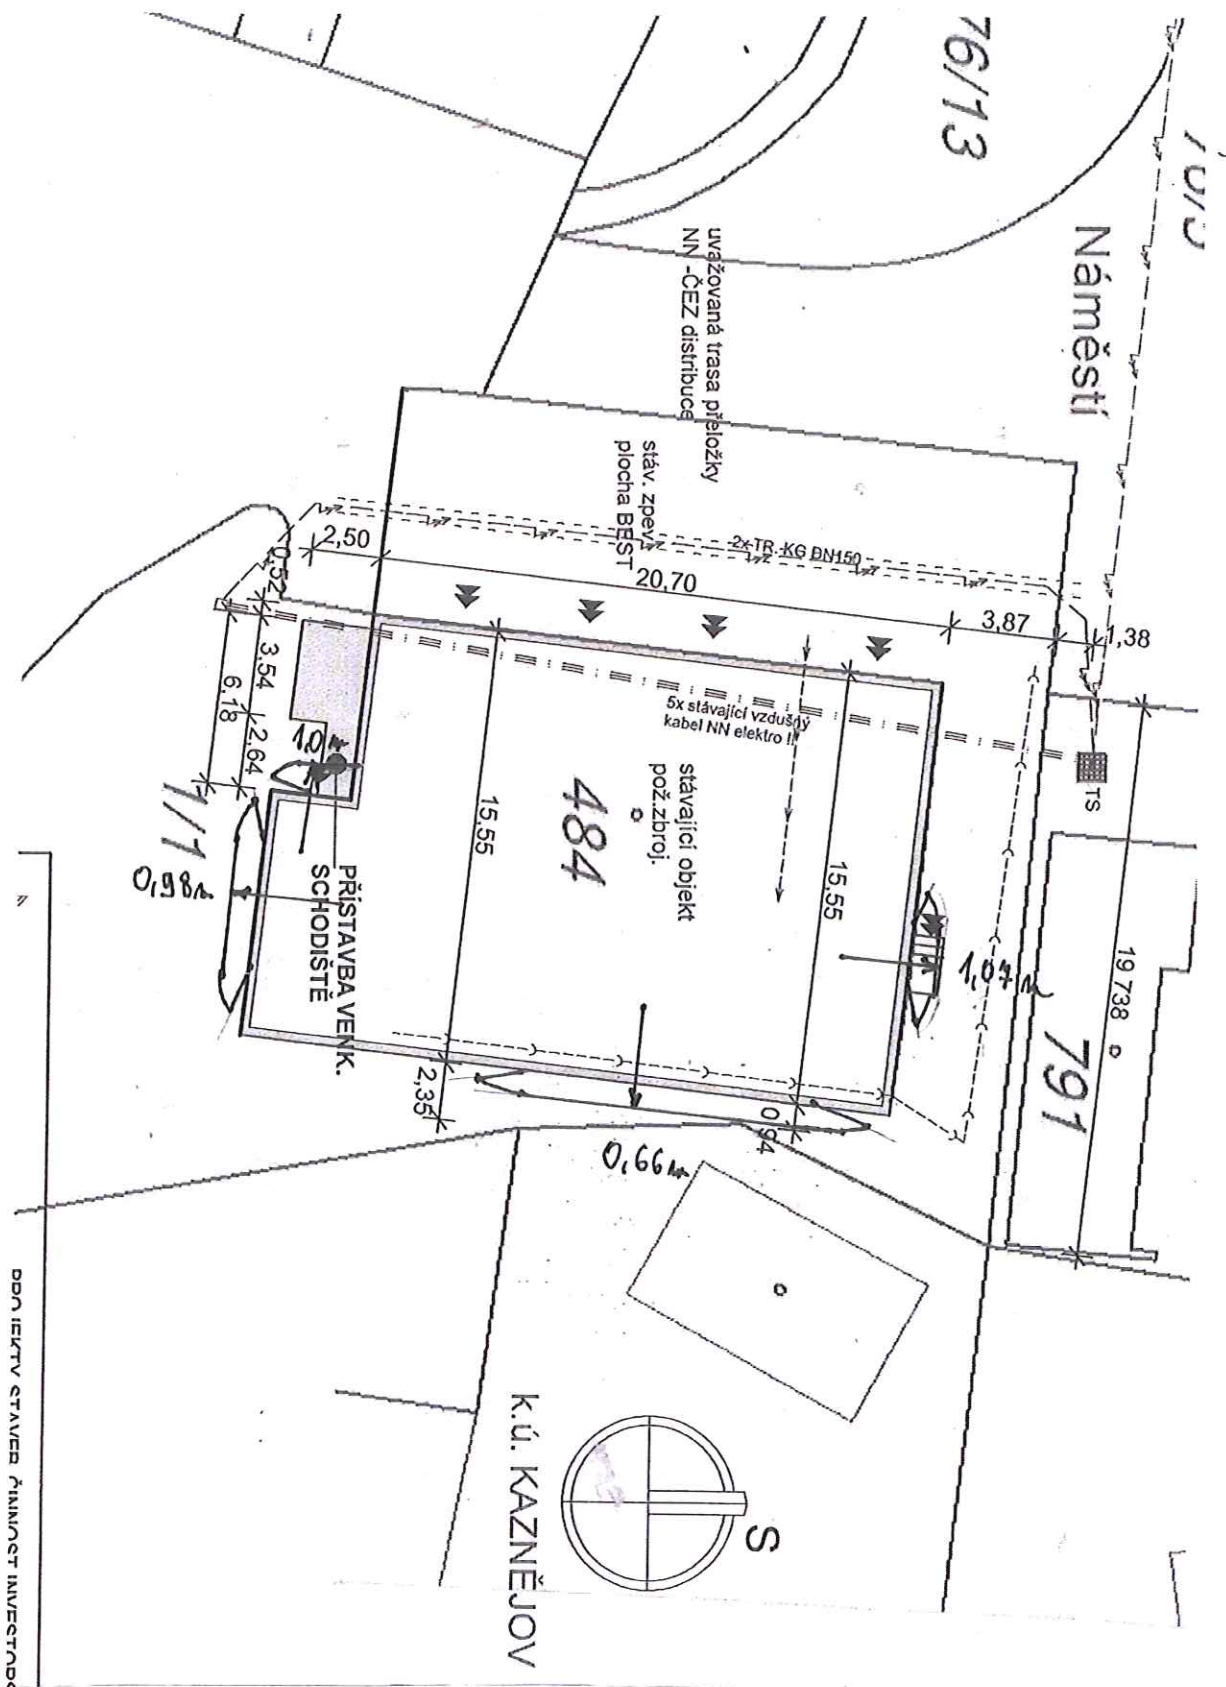 76/13
Náměstí
uvažovaná trasa přeložky
NN -ČEZ distribuce
stáv. zpev.
plocha BEST
2x TR -KG DN150
2,50
20,70
3,87
1,38
0,52
3,54
2,64
6,18
5x stávající vzdušný
kabel NN elektro !!
TS
stávající objekt
pož.zbroj.
484
15,55
15,55
1,0
1/1
0,98m
PŘÍSTAVBA VENK.
SCHODIŠTĚ
1,07 m
19 738
791
2,35
0,94
0,66m
k.ú. KAZNĚJOV
S